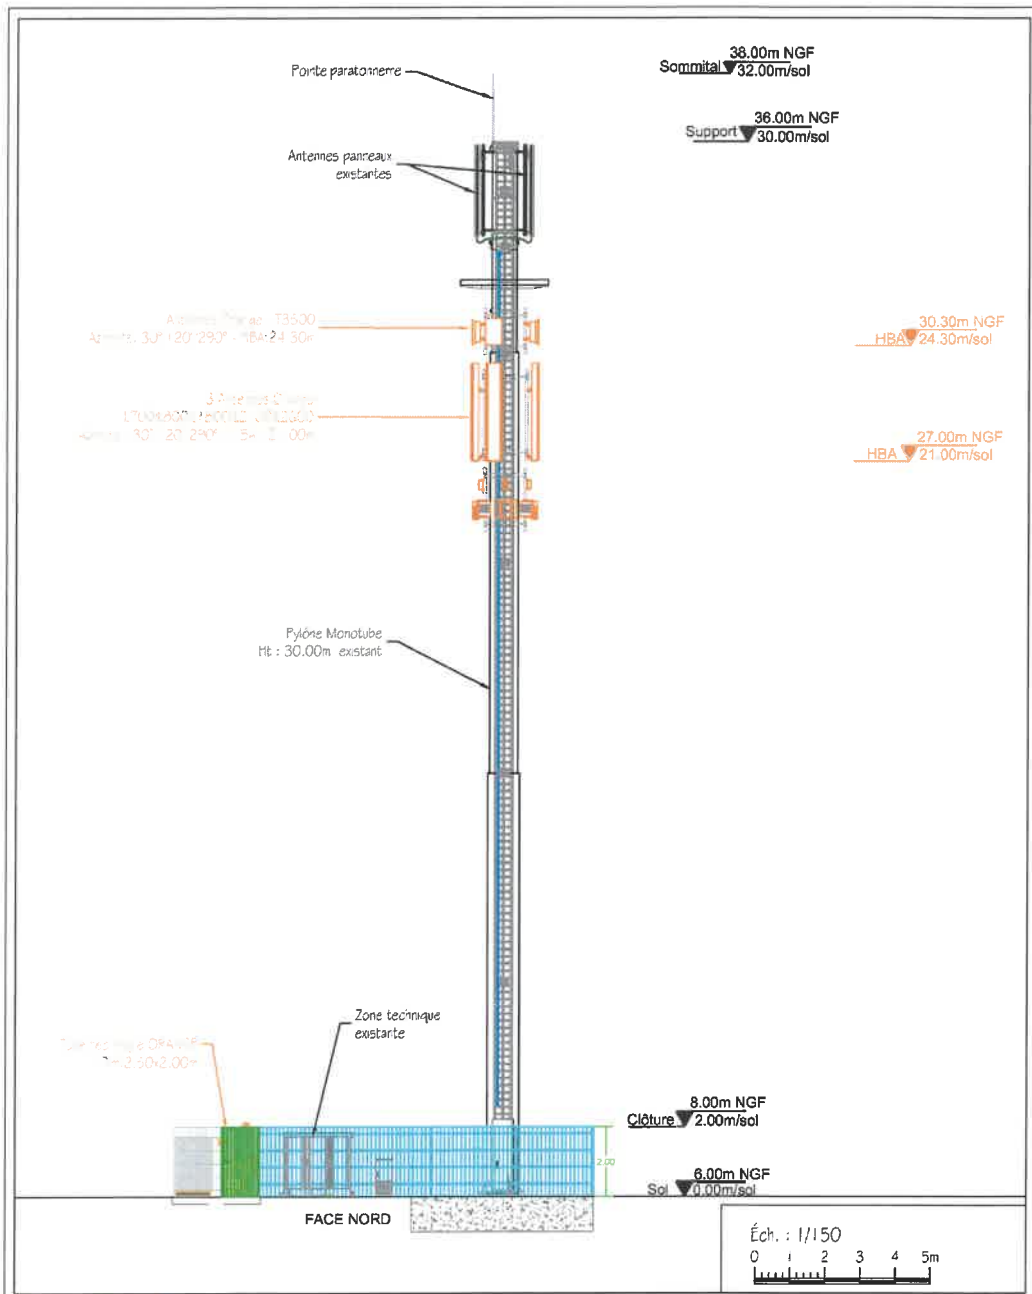 38.00m NGF
Sommital 32.00m/sol
Pointe paratonnerre
36.00m NGF
Support 30.00m/sol
Antennes panneaux
existantes
30.30m NGF
HBA 24.30m/sol
27.00m NGF
HBA 21.00m/sol
Pylône Monotube
Ht : 30.00m existant
Zone technique
existante
8.00m NGF
Clôture 2.00m/sol
2.00
6.00m NGF
Sol 0.00m/sol
FACE NORD
Éch. : 1/150
0 1 2 3 4 5m